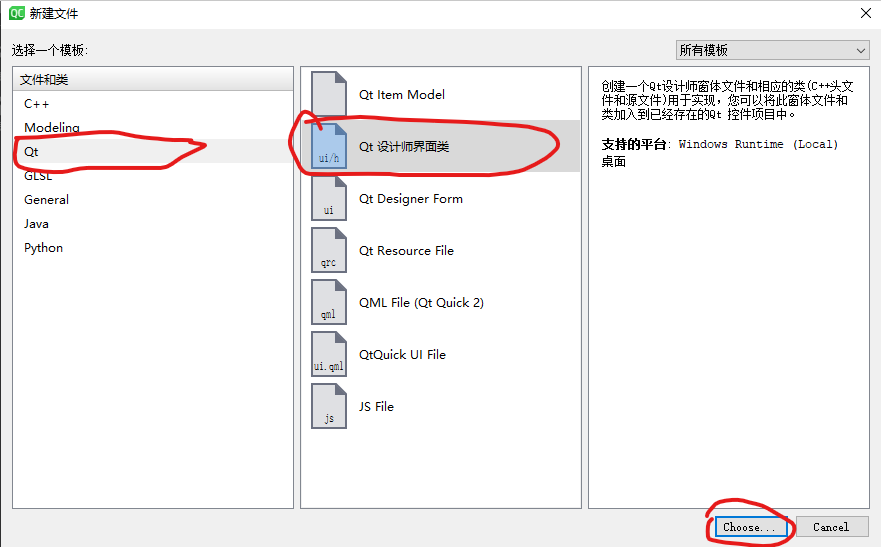 QC 新建文件
选择一个模板:
所有模板
文件和类
C++
Modeling
Qt
GLSL
General
Java
Python
Qt Item Model
ui/h
Qt 设计师界面类
ui
Qt Designer Form
qrc
Qt Resource File
qml
QML File (Qt Quick 2)
ui.qml
QtQuick UI File
js
JS File
创建一个Qt设计师窗体文件和相应的类(C++头
文件和源文件)用于实现，您可以将此窗体文件和
类加入到已经存在的Qt 控件项目中。
支持的平台: Windows Runtime (Local)
桌面
Choose...
Cancel